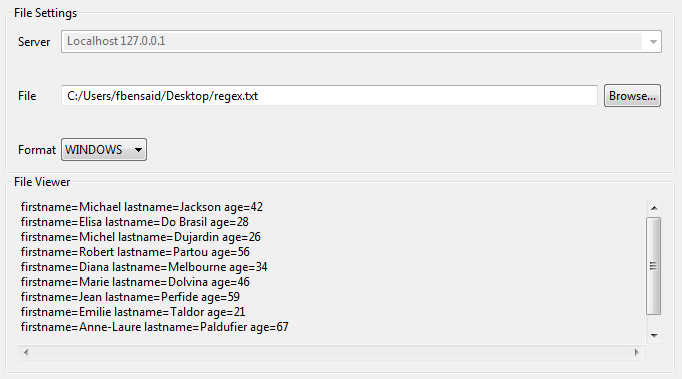 File Settings
Server Localhost 127.0.0.1
File C:/Users/fbensaid/Desktop/regex.txt Browse...
Format WINDOWS
File Viewer
firstname=Michael lastname=Jackson age=42
firstname=Elisa lastname=Do Brasil age=28
firstname=Michel lastname=Dujardin age=26
firstname=Robert lastname=Partou age=56
firstname=Diana lastname=Melbourne age=34
firstname=Marie lastname=Dolvina age=46
firstname=Jean lastname=Perfide age=59
firstname=Emilie lastname=Taldor age=21
firstname=Anne-Laure lastname=Paldufier age=67